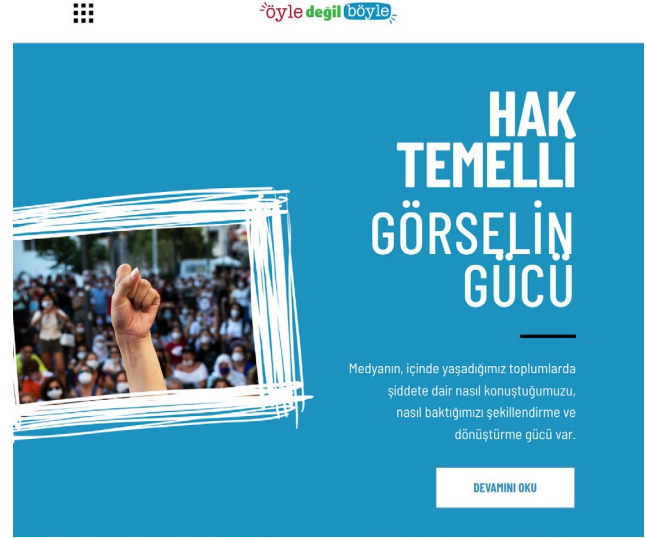 öyle değil böyle
HAK
TEMELLİ
GÖRSELİN
GÜCÜ
Medyanın, içinde yaşadığımız toplumlarda
şiddete dair nasıl konuştuğumuzu,
nasıl baktığımızı şekillendirme ve
dönüştürme gücü var.
DEVAMINI OKU